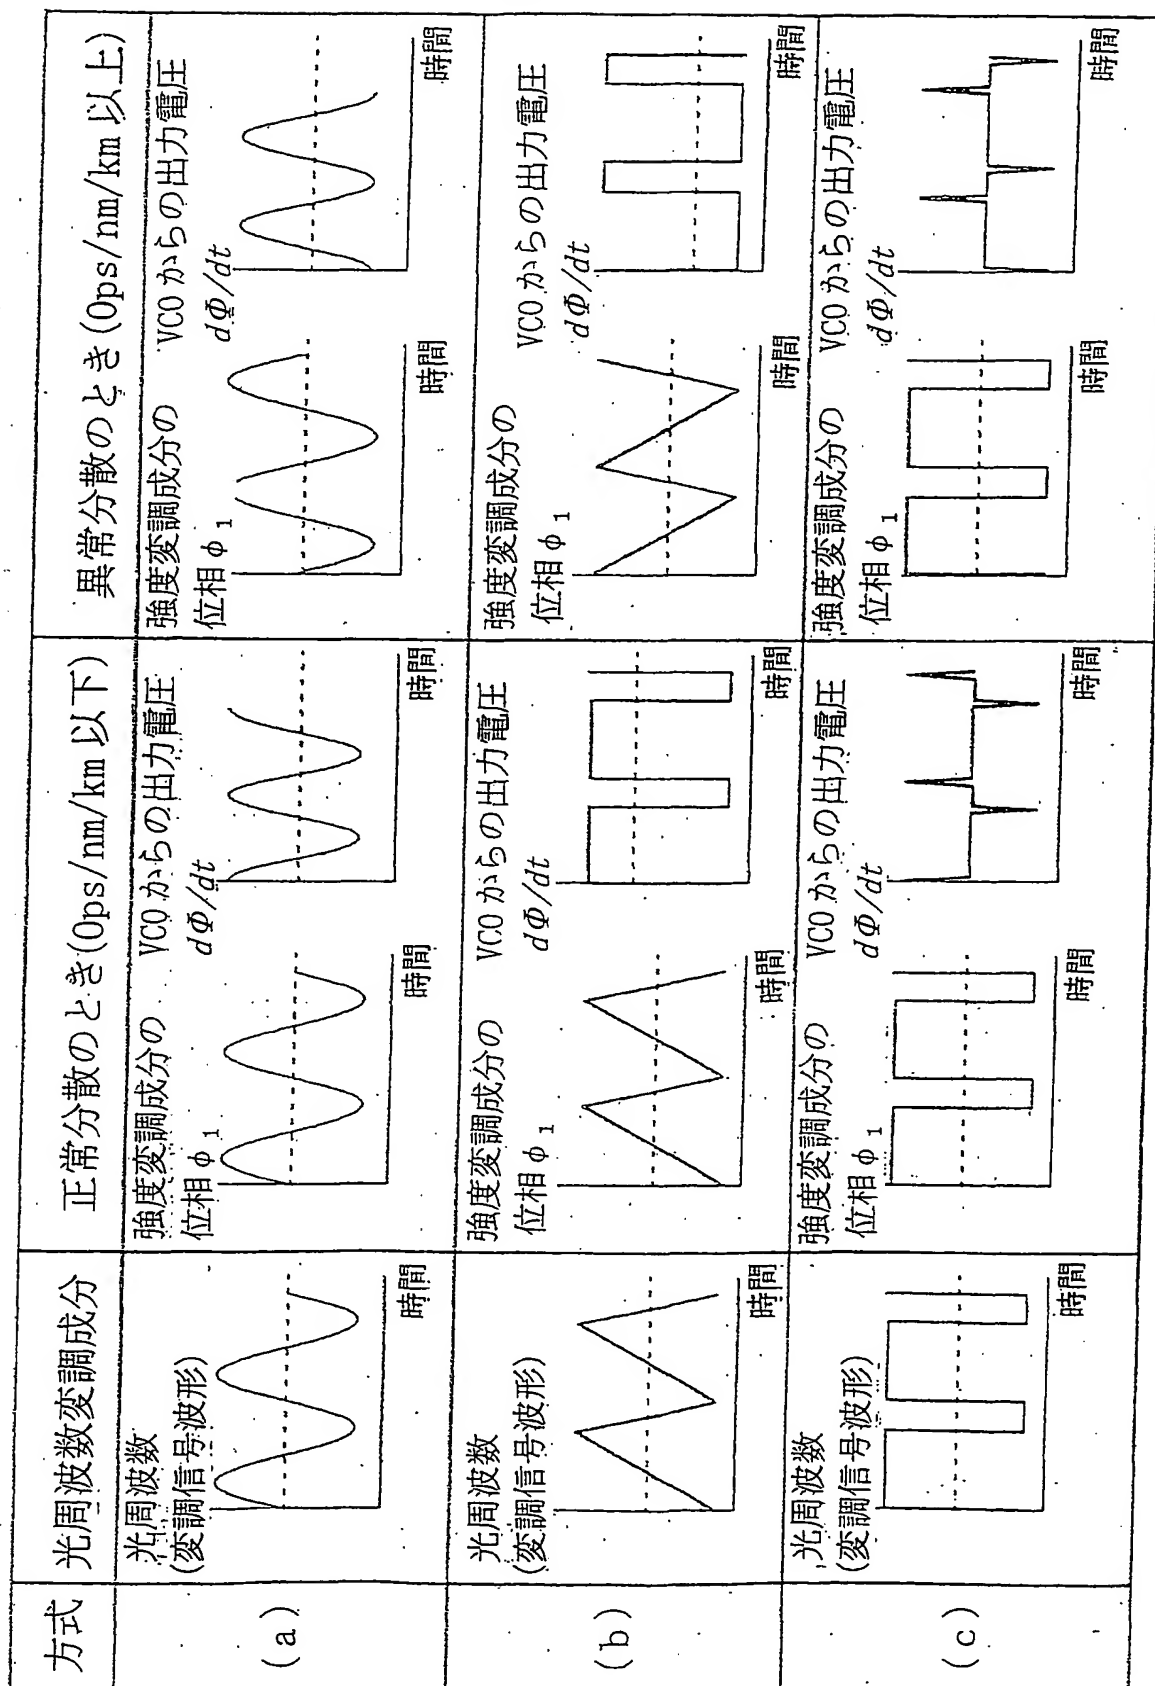 方式
光周波数変調成分
正常分散のとき(0ps/nm/km 以下)
異常分散のとき(0ps/nm/km 以上)
(a)
光周波数
(変調信号波形)
時間
強度変調成分の
位相 φ1
時間
VCOからの出力電圧
dΦ/dt
時間
強度変調成分の
位相 φ1
時間
VCOからの出力電圧
dΦ/dt
時間
(b)
光周波数
(変調信号波形)
時間
強度変調成分の
位相 φ1
時間
VCOからの出力電圧
dΦ/dt
時間
強度変調成分の
位相 φ1
時間
VCOからの出力電圧
dΦ/dt
時間
(c)
光周波数
(変調信号波形)
時間
強度変調成分の
位相 φ1
時間
VCOからの出力電圧
dΦ/dt
時間
強度変調成分の
位相 φ1
時間
VCOからの出力電圧
dΦ/dt
時間